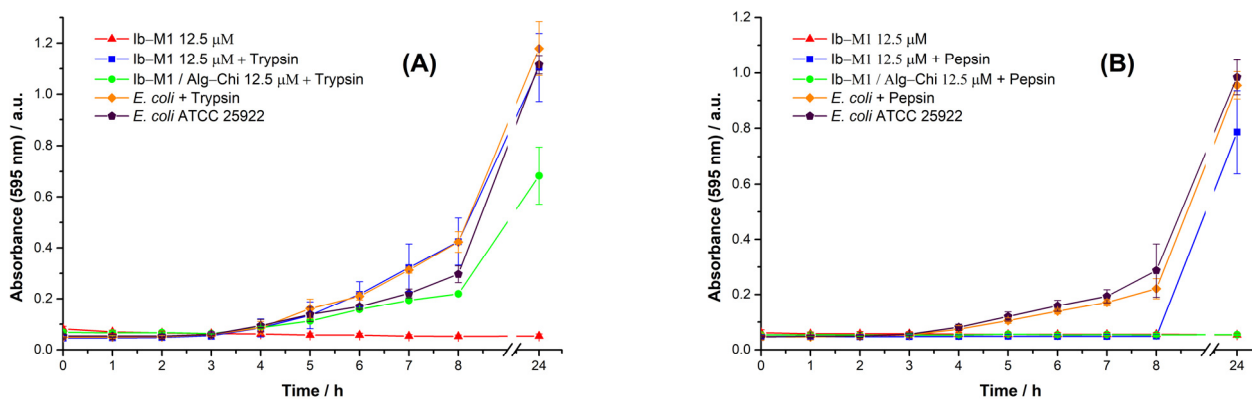 (A)
Ib–M1 12.5 μM
Ib–M1 12.5 μM + Trypsin
Ib–M1 / Alg–Chi 12.5 μM + Trypsin
E. coli + Trypsin
E. coli ATCC 25922
Absorbance (595 nm) / a.u.
1.2
1.0
0.8
0.6
0.4
0.2
0.0
0 1 2 3 4 5 6 7 8 24
Time / h
(B)
Ib–M1 12.5 μM
Ib–M1 12.5 μM + Pepsin
Ib–M1 / Alg–Chi 12.5 μM + Pepsin
E. coli + Pepsin
E. coli ATCC 25922
Absorbance (595 nm) / a.u.
1.2
1.0
0.8
0.6
0.4
0.2
0.0
0 1 2 3 4 5 6 7 8 24
Time / h